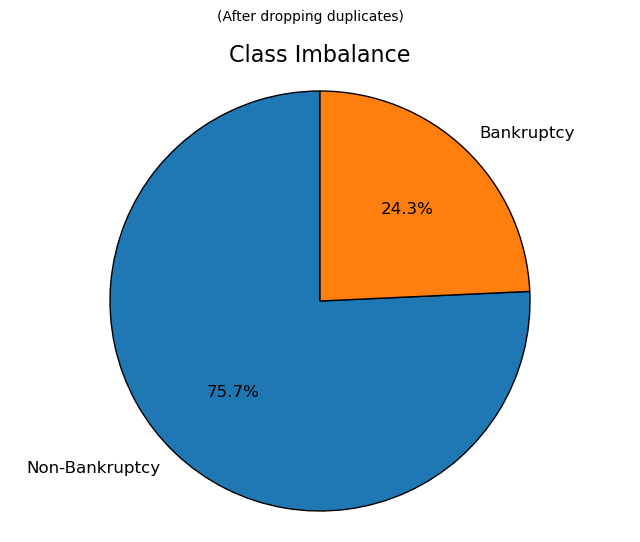 (After dropping duplicates)
Class Imbalance
Bankruptcy
24.3%
75.7%
Non-Bankruptcy